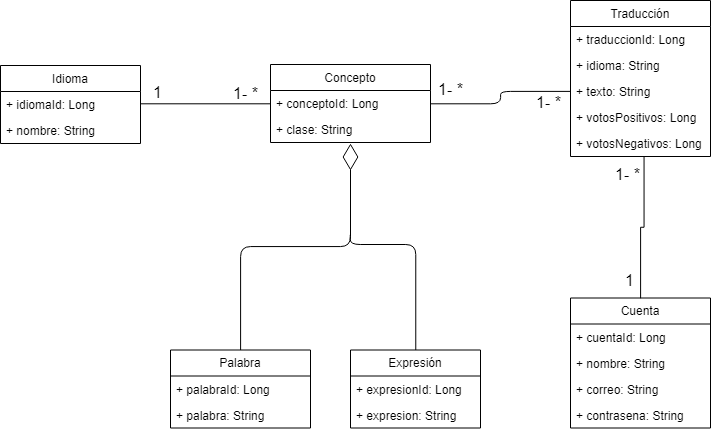 Traducción
+ traduccionId: Long
+ idioma: String
+ texto: String
+ votosPositivos: Long
+ votosNegativos: Long
Idioma
+ idiomaId: Long
+ nombre: String
1
1- *
Concepto
+ conceptoId: Long
+ clase: String
1- *
1- *
1- *
1
Cuenta
+ cuentaId: Long
+ nombre: String
+ correo: String
+ contrasena: String
Palabra
+ palabraId: Long
+ palabra: String
Expresión
+ expresionId: Long
+ expresion: String